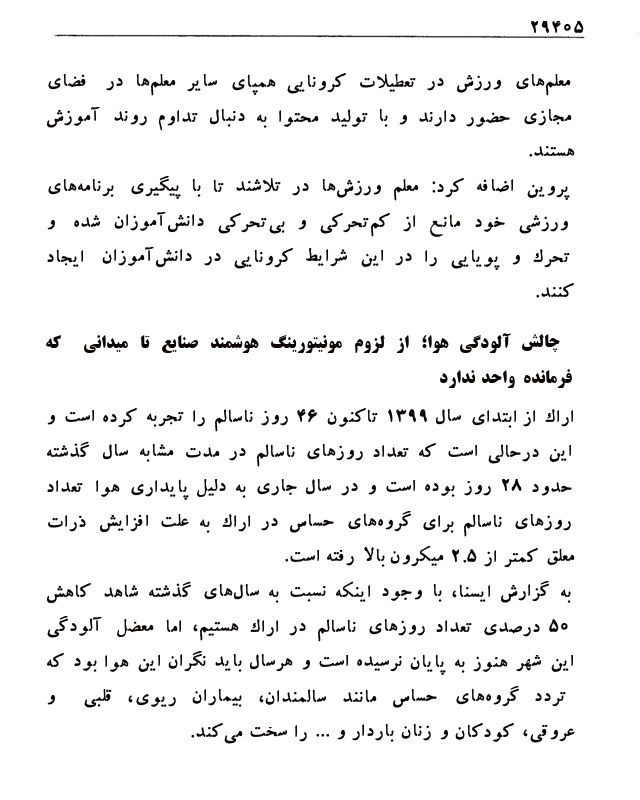 ۲۹۴۰۵
معلم‌های ورزش در تعطیلات کرونایی همپای سایر معلم‌ها در فضای
مجازی حضور دارند و با تولید محتوا به دنبال تداوم روند آموزش
هستند.
پروین اضافه کرد: معلم ورزش‌ها در تلاشند تا با پیگیری برنامه‌های
ورزشی خود مانع از کم‌تحرکی و بی‌تحرکی دانش‌آموزان شده و
تحرك و پویایی را در این شرایط کرونایی در دانش‌آموزان ایجاد
کنند.
چالش آلودگی هوا؛ از لزوم مونیتورینگ هوشمند صنایع تا میدانی که
فرمانده واحد ندارد
اراك از ابتدای سال ۱۳۹۹ تاکنون ۴۶ روز ناسالم را تجربه کرده است و
این درحالی است که تعداد روزهای ناسالم در مدت مشابه سال گذشته
حدود ۲۸ روز بوده است و در سال جاری به دلیل پایداری هوا تعداد
روزهای ناسالم برای گروه‌های حساس در اراك به علت افزایش ذرات
معلق کمتر از ۲.۵ میکرون بالا رفته است.
به گزارش ایسنا، با وجود اینکه نسبت به سال‌های گذشته شاهد کاهش
۵۰ درصدی تعداد روزهای ناسالم در اراك هستیم، اما معضل آلودگی
این شهر هنوز به پایان نرسیده است و هرسال باید نگران این هوا بود که
تردد گروه‌های حساس مانند سالمندان، بیماران ریوی، قلبی و
عروقی، کودکان و زنان باردار و ... را سخت می‌کند.